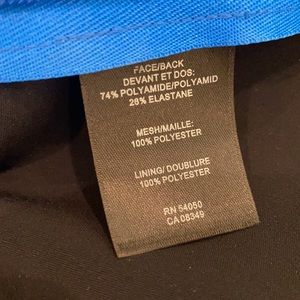 FACE/BACK
DEVANT ET DOS:
74% POLYAMIDE/POLYAMID
26% ELASTANE
MESH/MAILLE:
100% POLYESTER
LINING/DOUBLURE
100% POLYESTER
RN 54050
CA 08349